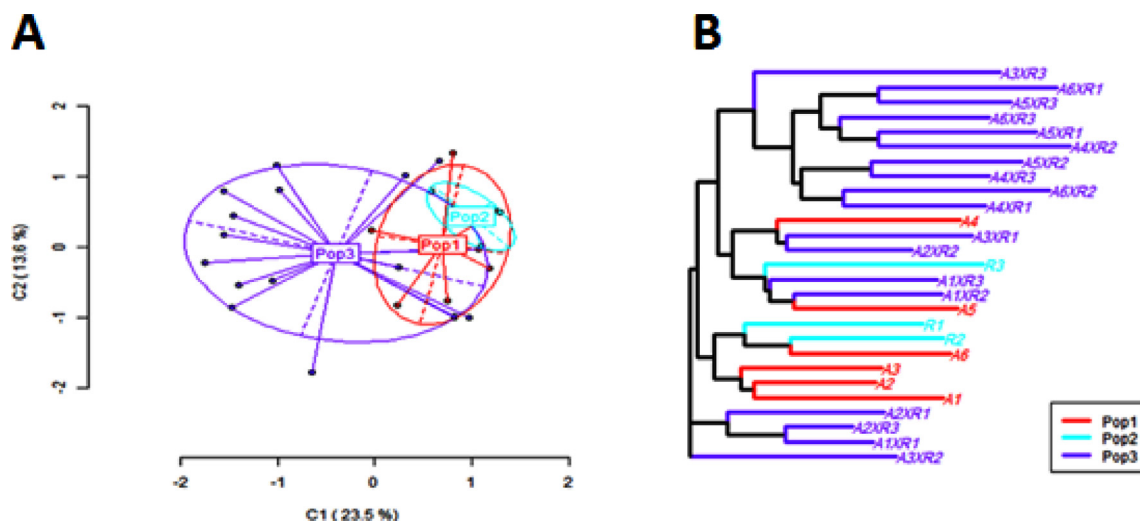 A
B
2
1
0
-1
-2
C2 ( 13.6 %)
Pop2
Pop1
Pop3
-2
-1
0
1
2
C1 ( 23.5 %)
A3XR3
A6XR1
A5XR3
A6XR3
A5XR1
A4XR2
A5XR2
A4XR3
A6XR2
A4XR1
A4
A3XR1
A2XR2
R3
A1XR3
A1XR2
A5
R1
R2
A6
A3
A2
A1
A2XR1
A2XR3
A1XR1
A3XR2
Pop1
Pop2
Pop3